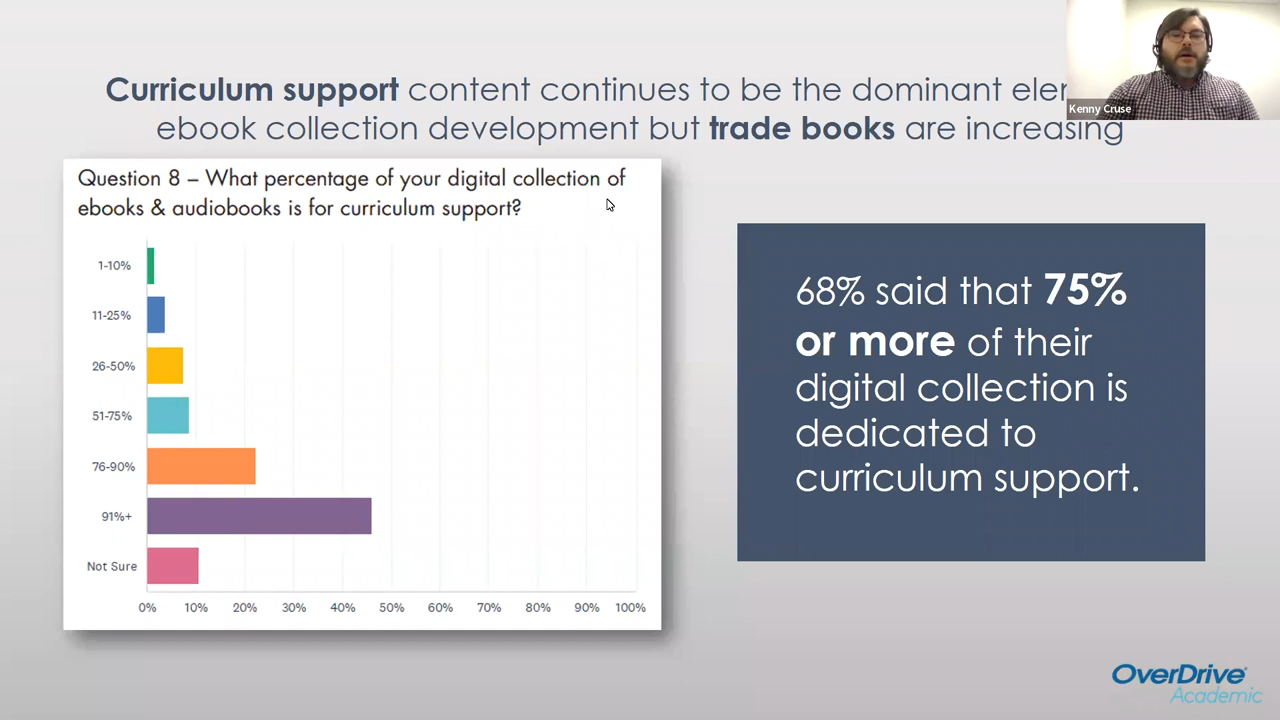 Curriculum support content continues to be the dominant
ebook collection development but trade books are increasing
Kenny Cruse
Question 8 – What percentage of your digital collection of
ebooks & audiobooks is for curriculum support?
1-10%
11-25%
26-50%
51-75%
76-90%
91%+
Not Sure
0% 10% 20% 30% 40% 50% 60% 70% 80% 90% 100%
68% said that 75%
or more of their
digital collection is
dedicated to
curriculum support.
OverDrive
Academic